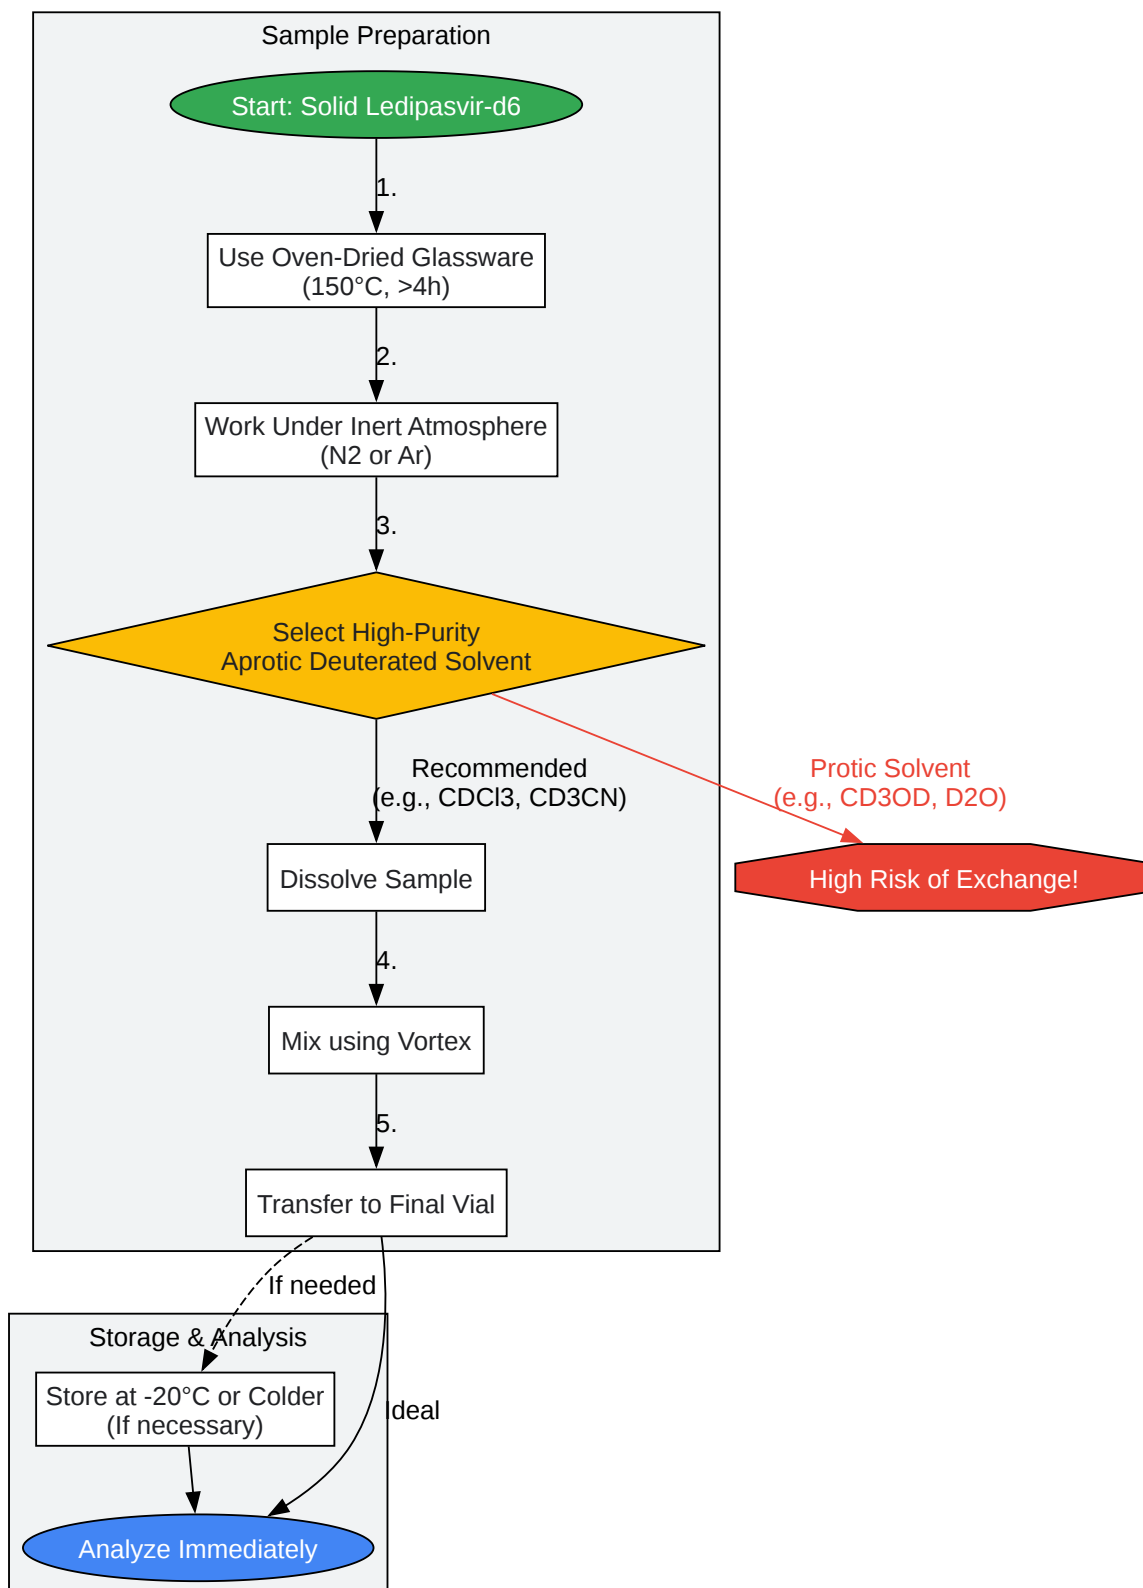 Sample Preparation
Start: Solid Ledipasvir-d6
1.
Use Oven-Dried Glassware
(150°C, >4h)
2.
Work Under Inert Atmosphere
(N2 or Ar)
3.
Select High-Purity
Aprotic Deuterated Solvent
Recommended
(e.g., CDCl3, CD3CN)
Protic Solvent
(e.g., CD3OD, D2O)
Dissolve Sample
High Risk of Exchange!
4.
Mix using Vortex
5.
Transfer to Final Vial
If needed
Storage & Analysis
Store at -20°C or Colder
(If necessary)
Ideal
Analyze Immediately